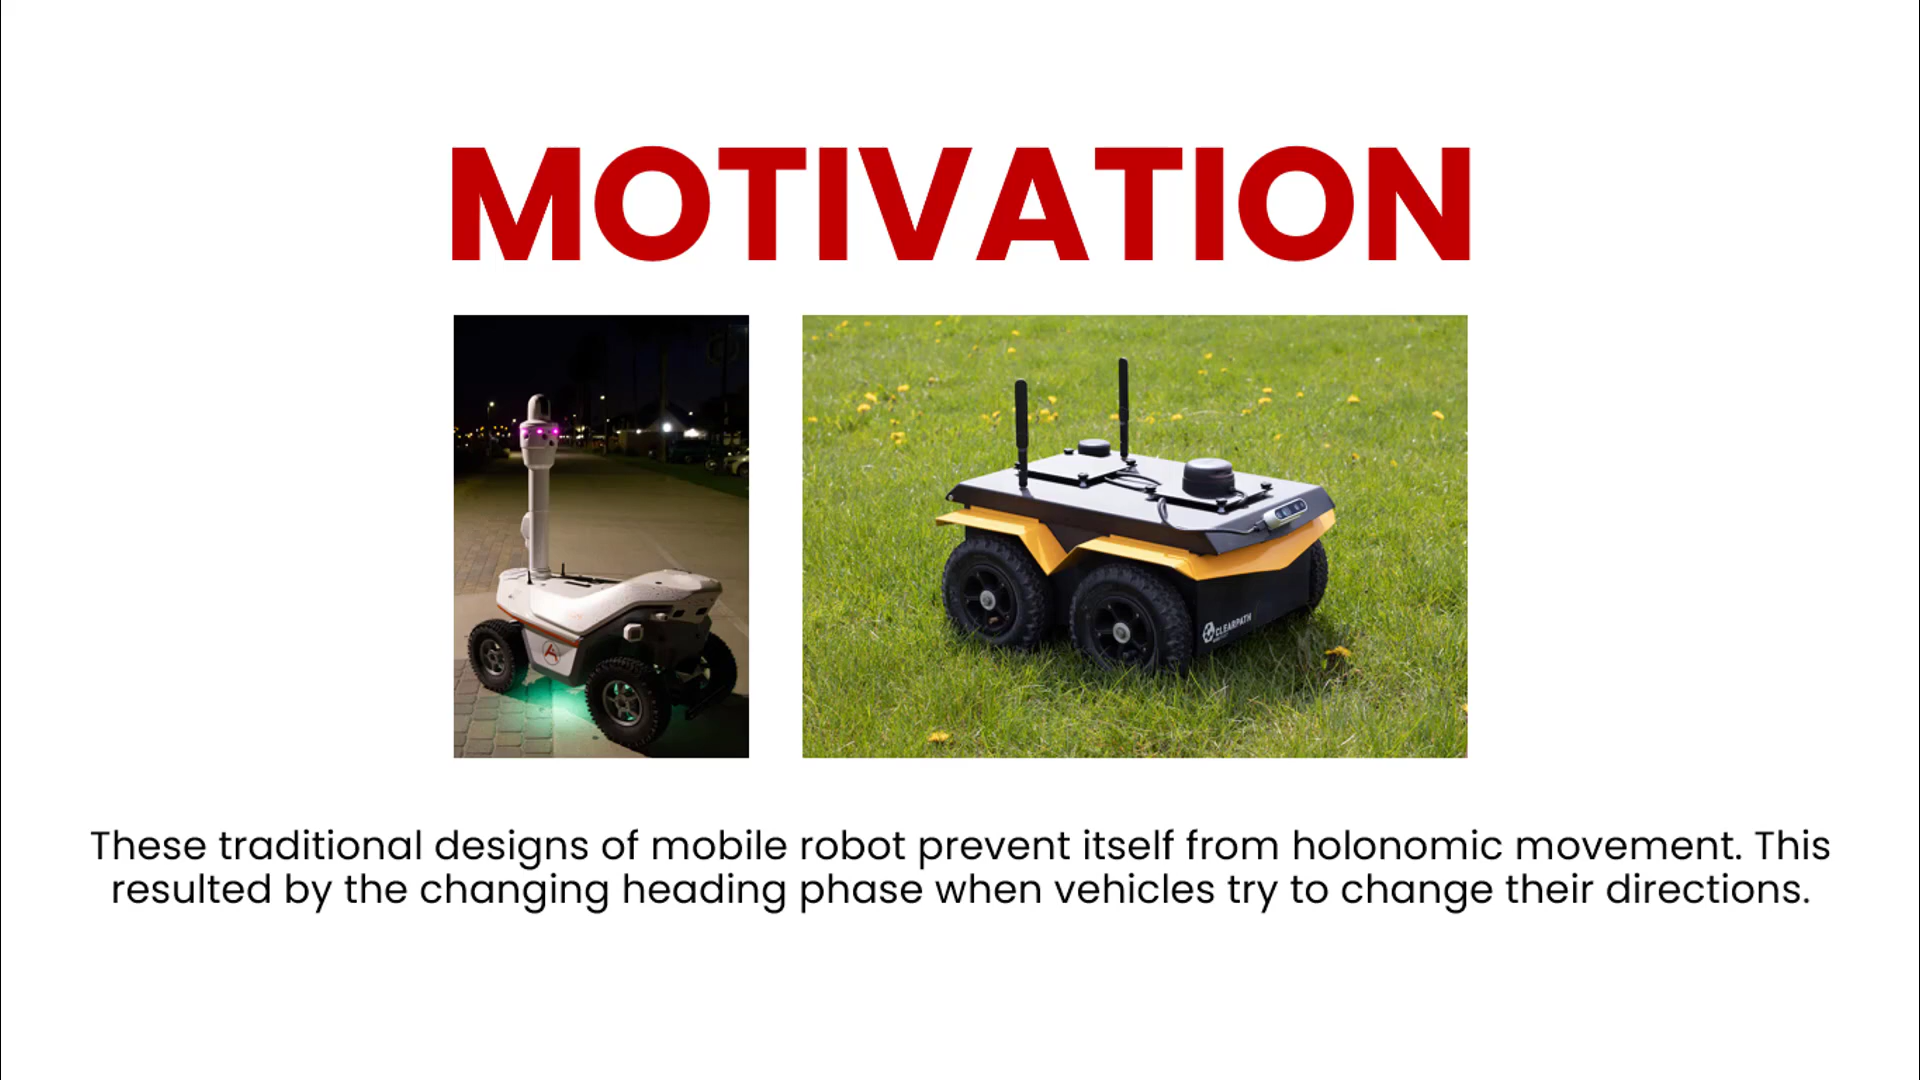 MOTIVATION
CLEARPATH
These traditional designs of mobile robot prevent itself from holonomic movement. This
resulted by the changing heading phase when vehicles try to change their directions.